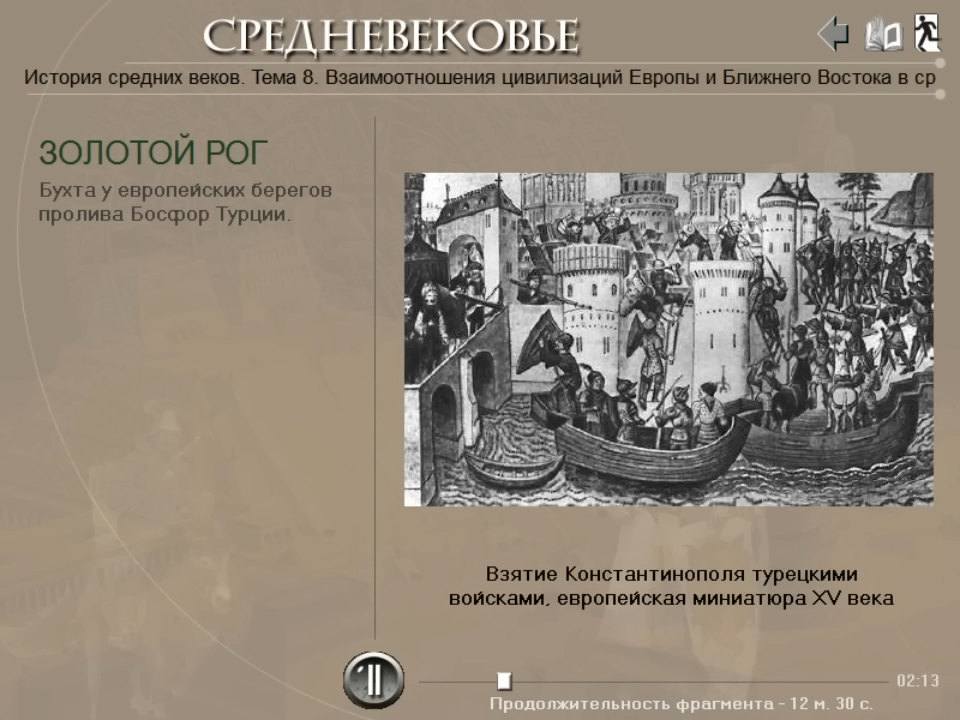 СРЕДНЕВЕКОВЬЕ
История средних веков. Тема 8. Взаимоотношения цивилизаций Европы и Ближнего Востока в ср
ЗОЛОТОЙ РОГ
Бухта у европейских берегов
пролива Босфор Турции.
Взятие Константинополя турецкими
войсками, европейская миниатюра XV века
02:13
Продолжительность фрагмента - 12 м. 30 с.